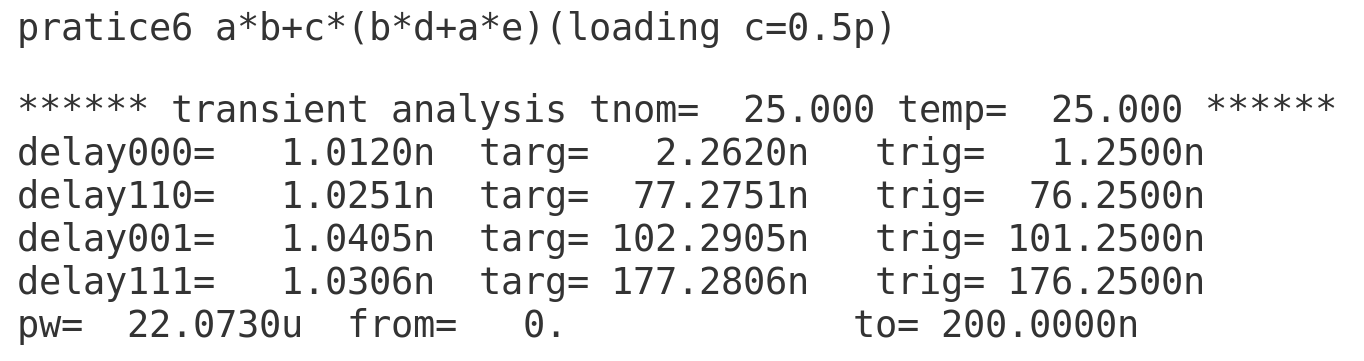 pratice6 a*b+c*(b*d+a*e)(loading c=0.5p)
****** transient analysis tnom= 25.000 temp= 25.000 ******
delay000= 1.0120n targ= 2.2620n trig= 1.2500n
delay110= 1.0251n targ= 77.2751n trig= 76.2500n
delay001= 1.0405n targ= 102.2905n trig= 101.2500n
delay111= 1.0306n targ= 177.2806n trig= 176.2500n
pw= 22.0730u from= 0. to= 200.0000n